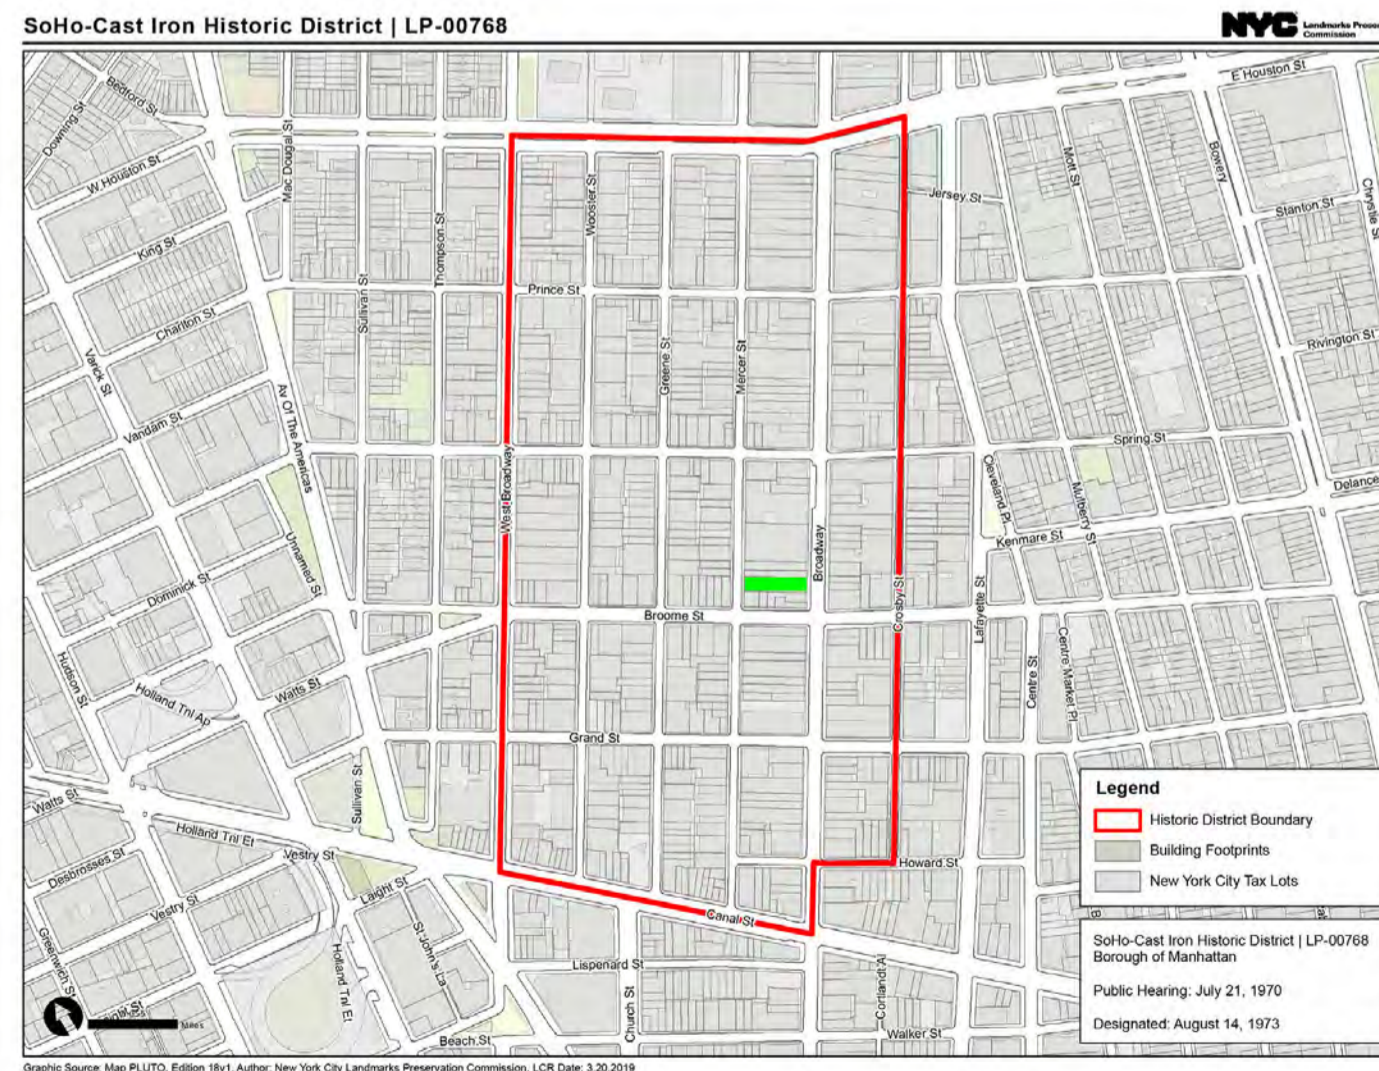 SoHo-Cast Iron Historic District | LP-00768
NYC Landmarks
Commission
E Houston St
Bedford St
Downing St
Mac Dougal St
W Houston St
King St
Charlton St
Varick St
Vandam St
Av Of The Americas
Sullivan St
Thompson St
Wooster St
Prince St
Greene St
Mercer St
West Broadway
Broadway
Crosby St
Jersey St
Mott St
Bowery
Stanton St
Chrystie St
Rivington St
Spring St
Cleveland Pl
Mulberry St
Kenmare St
Lafayette St
Centre St
Centre Market Pl
Broome St
Unnamed St
Dominick St
Hudson St
Holland Tnl Ap
Watts St
Grand St
Sullivan St
Watts St
Holland Tnl Et
Vestry St
Desbrosses St
Laight St
Vestry St
St John's La
Greenwich St
Holland Tnl Et
Canal St
Howard St
Lispenard St
Church St
Cortlandt Al
Beach St
Walker St
Miles
Legend
Historic District Boundary
Building Footprints
New York City Tax Lots
SoHo-Cast Iron Historic District | LP-00768
Borough of Manhattan
Public Hearing: July 21, 1970
Designated: August 14, 1973
Graphic Source: Map PLUTO, Edition 18v1, Author: New York City Landmarks Preservation Commission, LCR Date: 3.20.2019